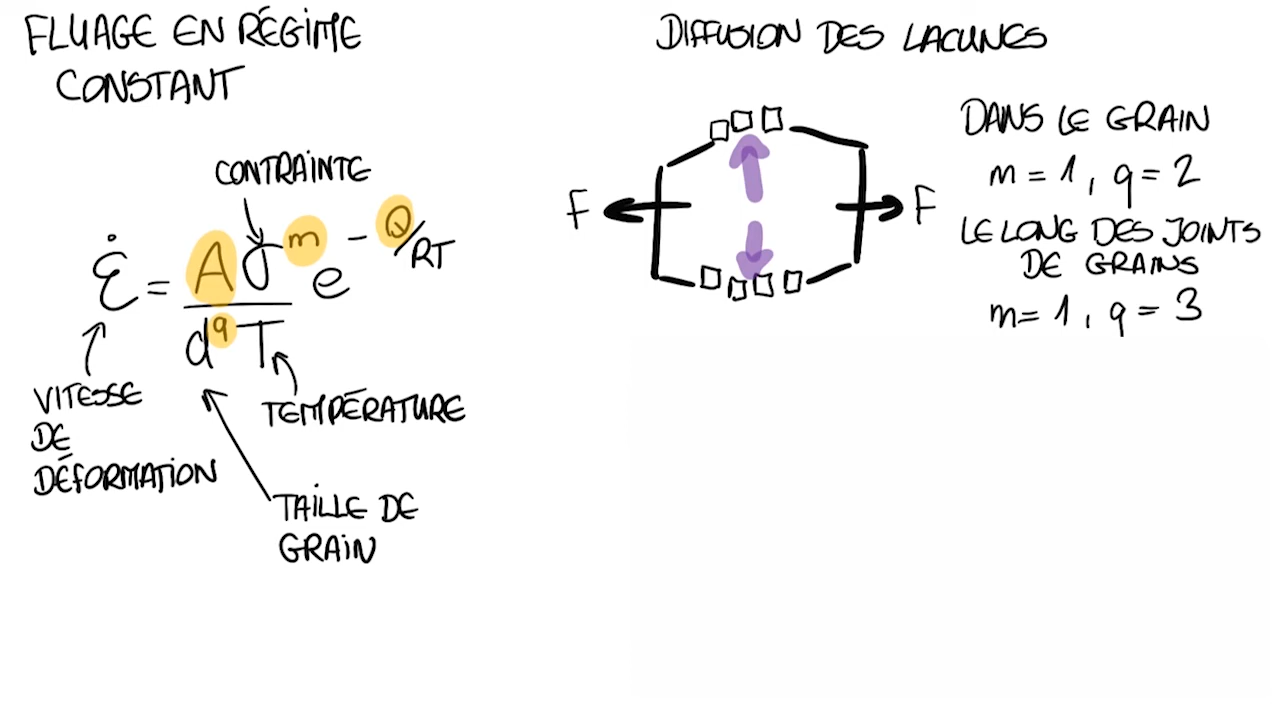 FLUAGE EN RÉGIME
CONSTANT
CONTRAINTE
ε̇ = Aσ^m / (d^q T) e^(-Q/RT)
VITESSE
DE
DÉFORMATION
TEMPÉRATURE
TAILLE DE
GRAIN
DIFFUSION DES LACUNES
F
F
DANS LE GRAIN
m = 1, q = 2
LE LONG DES JOINTS
DE GRAINS
m = 1, q = 3